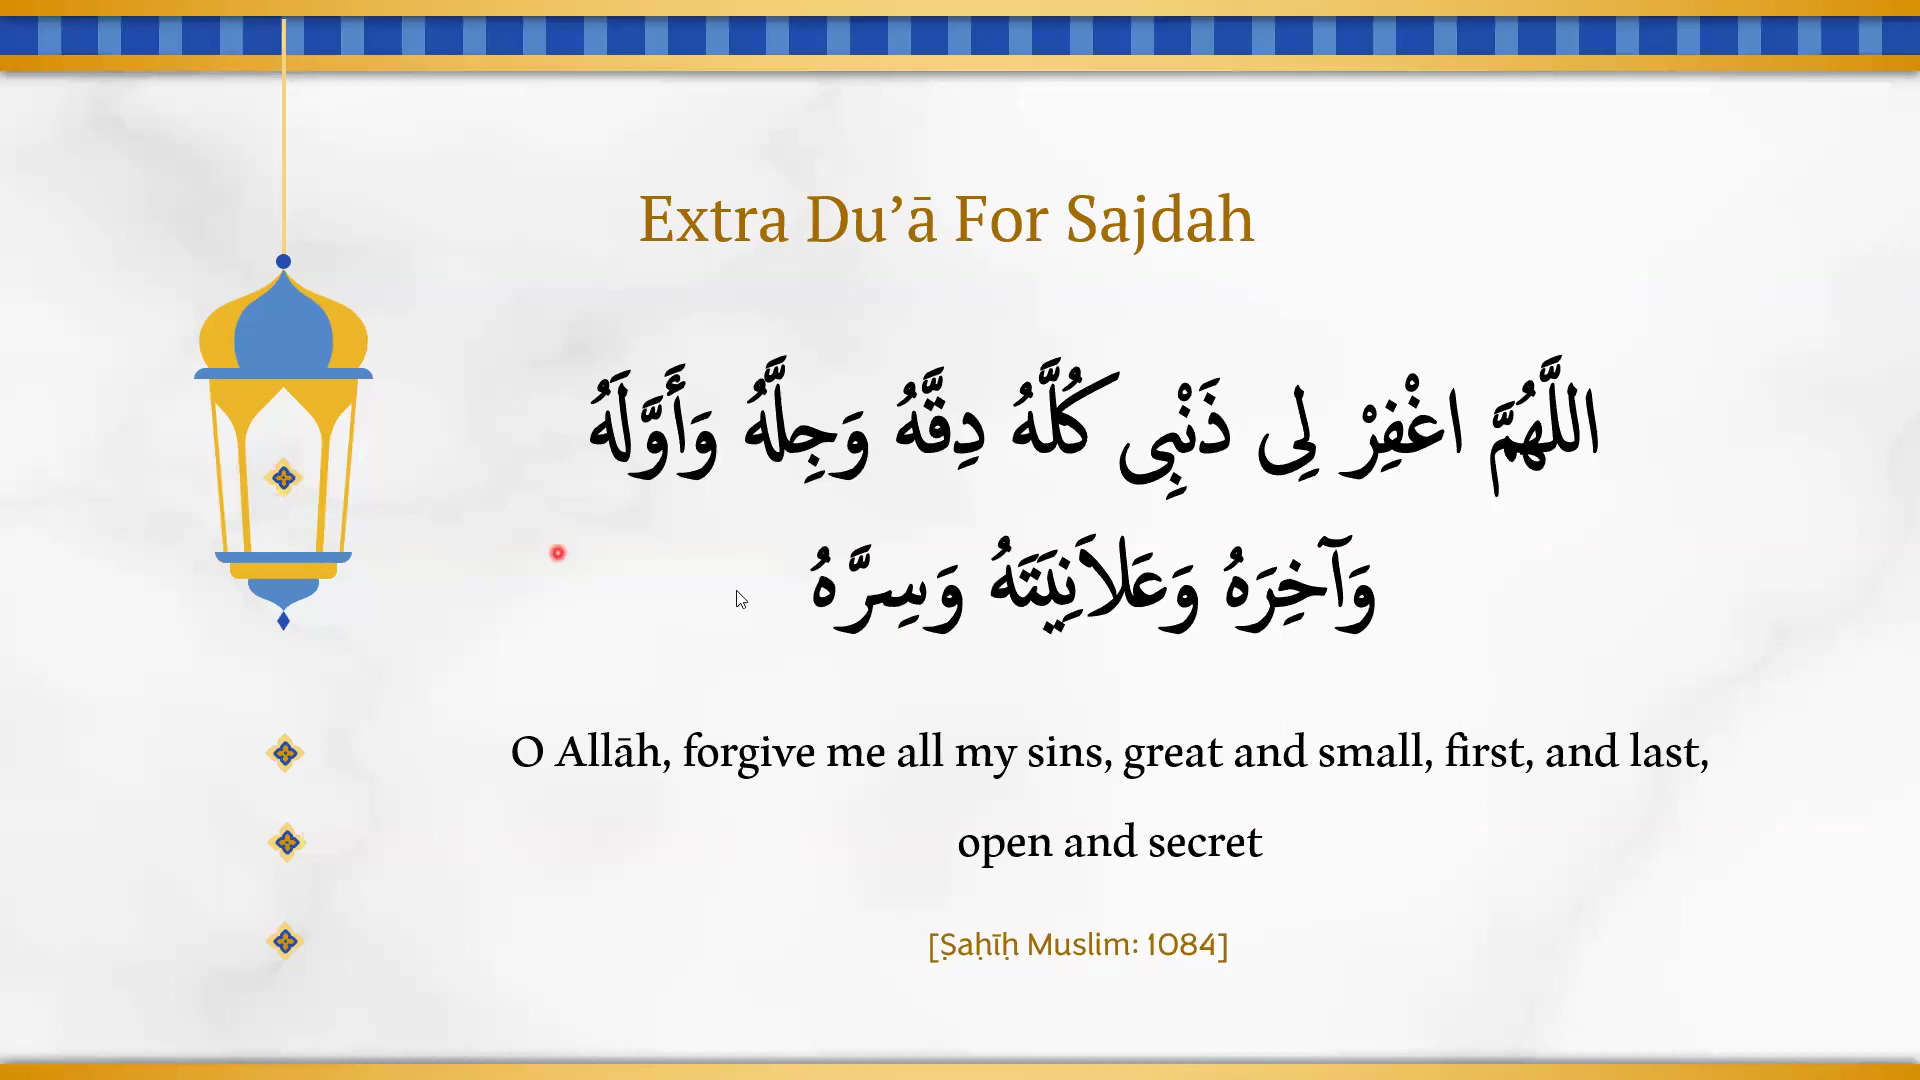 Extra Du’ā For Sajdah
اللَّهُمَّ اغْفِرْ لِى ذَنْبِى كُلَّهُ دِقَّهُ وَجِلَّهُ وَأَوَّلَهُ
وَآخِرَهُ وَعَلاَنِيَتَهُ وَسِرَّهُ
O Allāh, forgive me all my sins, great and small, first, and last,
open and secret
[Ṣaḥīḥ Muslim: 1084]